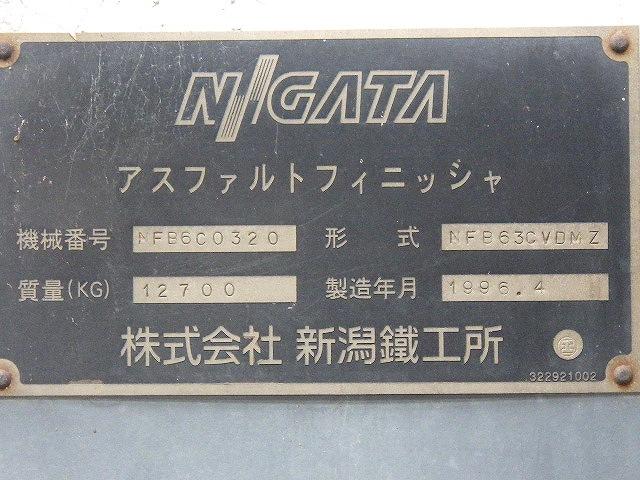 NIIGATA
アスファルトフィニッシャ
機械番号 NFB6C0320 形式 NFB63CVDMZ
質量(KG) 12700 製造年月 1996.4
株式会社 新潟鐵工所
322921002